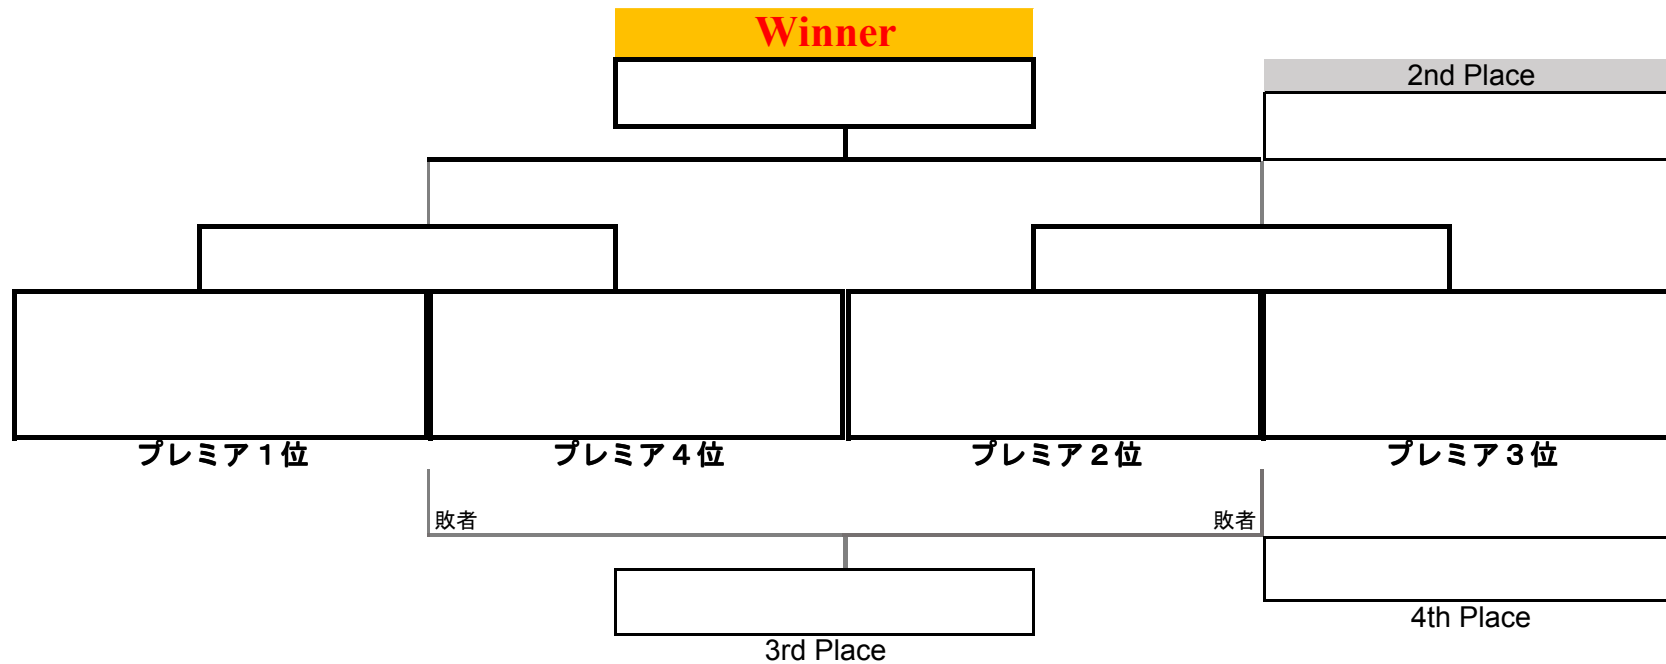 Winner
2nd Place
プレミア１位
プレミア４位
プレミア２位
プレミア３位
敗者
敗者
4th Place
3rd Place